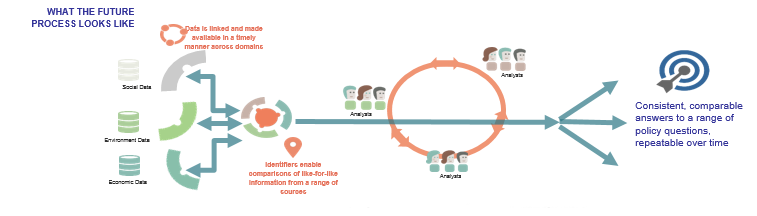 WHAT THE FUTURE
PROCESS LOOKS LIKE
Data is linked and made
available in a timely
manner across domains
Social Data
Environment Data
Economic Data
Identifiers enable
comparisons of like-for-like
information from a range of
sources
Analysts
Analysts
Analysts
Consistent, comparable
answers to a range of
policy questions,
repeatable over time